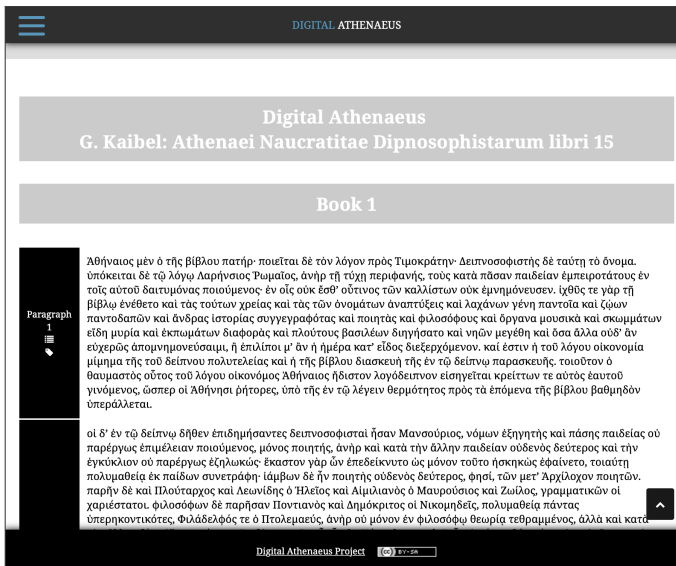 DIGITAL ATHENAEUS
Digital Athenaeus
G. Kaibel: Athenaei Naucratitae Dipnosophistarum libri 15
Book 1
Paragraph
1
Ἀθήναιος μὲν ὁ τῆς βίβλου πατήρ· ποιεῖται δὲ τὸν λόγον πρὸς Τιμοκράτην· Δειπνοσοφιστὴς δὲ ταύτῃ τὸ ὄνομα.
ὑπόκειται δὲ τῷ λόγῳ Λαρήνσιος Ῥωμαῖος, ἀνὴρ τῇ τύχῃ περιφανής, τοὺς κατὰ πᾶσαν παιδείαν ἐμπειροτάτους ἐν
τοῖς αὑτοῦ δαιτυμόνας ποιούμενος· ἐν οἷς οὐκ ἔσθ’ οὗτινος τῶν καλλίστων οὐκ ἐμνημόνευσεν. ἰχθῦς τε γὰρ τῇ
βίβλῳ ἐνέθετο καὶ τὰς τούτων χρείας καὶ τὰς τῶν ὀνομάτων ἀναπτύξεις καὶ λαχάνων γένη παντοῖα καὶ ζῴων
παντοδαπῶν καὶ ἄνδρας ἱστορίας συγγεγραφότας καὶ ποιητὰς καὶ φιλοσόφους καὶ ὄργανα μουσικὰ καὶ σκωμμάτων
εἴδη μυρία καὶ ἐκπωμάτων διαφορὰς καὶ πλούτους βασιλέων διηγήσατο καὶ νηῶν μεγέθη καὶ ὅσα ἄλλα οὐδ’ ἂν
εὐχερῶς ἀπομνημονεύσαιμι, ἢ ἐπιλίποι μ’ ἂν ἡ ἡμέρα κατ’ εἶδος διεξερχόμενον. καί ἐστιν ἡ τοῦ λόγου οἰκονομία
μίμημα τῆς τοῦ δείπνου πολυτελείας καὶ ἡ τῆς βίβλου διασκευὴ τῆς ἐν τῷ δείπνῳ παρασκευῆς. τοιοῦτον ὁ
θαυμαστὸς οὗτος τοῦ λόγου οἰκονόμος Ἀθήναιος ἥδιστον λογόδειπνον εἰσηγεῖται κρείττων τε αὐτὸς ἑαυτοῦ
γινόμενος, ὥσπερ οἱ Ἀθήνησι ῥήτορες, ὑπὸ τῆς ἐν τῷ λέγειν θερμότητος πρὸς τὰ ἑπόμενα τῆς βίβλου βαθμηδὸν
ὑπεράλλεται.
οἱ δ’ ἐν τῷ δείπνῳ δῆθεν ἐπιδημήσαντες δειπνοσοφισταὶ ἦσαν Μανσούριος, νόμων ἐξηγητὴς καὶ πάσης παιδείας οὐ
παρέργως ἐπιμέλειαν ποιούμενος, μόνος ποιητής, ἀνὴρ καὶ κατὰ τὴν ἄλλην παιδείαν οὐδενὸς δεύτερος καὶ τὴν
ἐγκύκλιον οὐ παρέργως ἐζηλωκώς· ἕκαστον γὰρ ὧν ἐπεδείκνυτο ὡς μόνον τοῦτο ἠσκηκὼς ἐφαίνετο, τοιαύτῃ
πολυμαθείᾳ ἐκ παίδων συνετράφη· ἰάμβων δὲ ἦν ποιητὴς οὐδενὸς δεύτερος, φησί, τῶν μετ’ Ἀρχίλοχον ποιητῶν.
παρῆν δὲ καὶ Πλούταρχος καὶ Λεωνίδης ὁ Ἠλεῖος καὶ Αἰμιλιανὸς ὁ Μαυρούσιος καὶ Ζωίλος, γραμματικῶν οἱ
χαριέστατοι. φιλοσόφων δὲ παρῆσαν Ποντιανὸς καὶ Δημόκριτος οἱ Νικομηδεῖς, πολυμαθείᾳ πάντας
ὑπερηκοντικότες, Φιλάδελφός τε ὁ Πτολεμαεύς, ἀνὴρ οὐ μόνον ἐν φιλοσόφῳ θεωρίᾳ τεθραμμένος, ἀλλὰ καὶ κατὰ
Digital Athenaeus Project
BY-SA